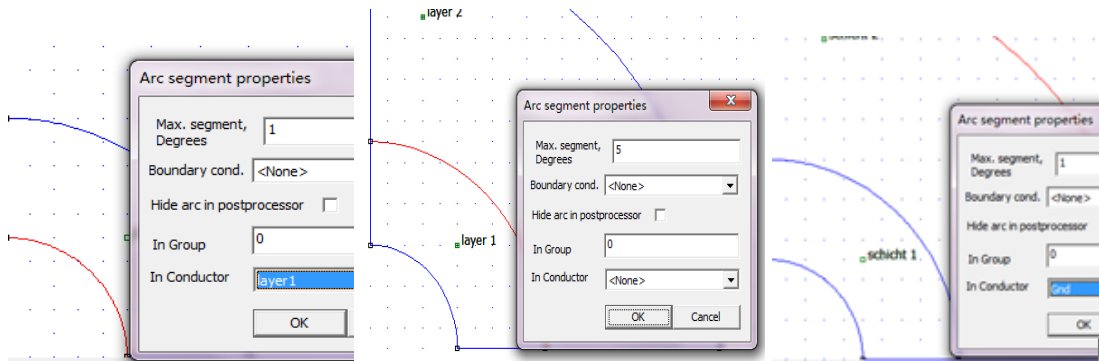 Arc segment properties
Max. segment,
Degrees
1
Boundary cond.
<None>
Hide arc in postprocessor
In Group
0
In Conductor
layer1
OK
layer 2
layer 1
Arc segment properties
Max. segment,
Degrees
5
Boundary cond.
<None>
Hide arc in postprocessor
In Group
0
In Conductor
<None>
OK
Cancel
schicht 2
schicht 1
Arc segment properties
Max. segment,
Degrees
1
Boundary cond.
<None>
Hide arc in postprocessor
In Group
0
In Conductor
Gnd
OK